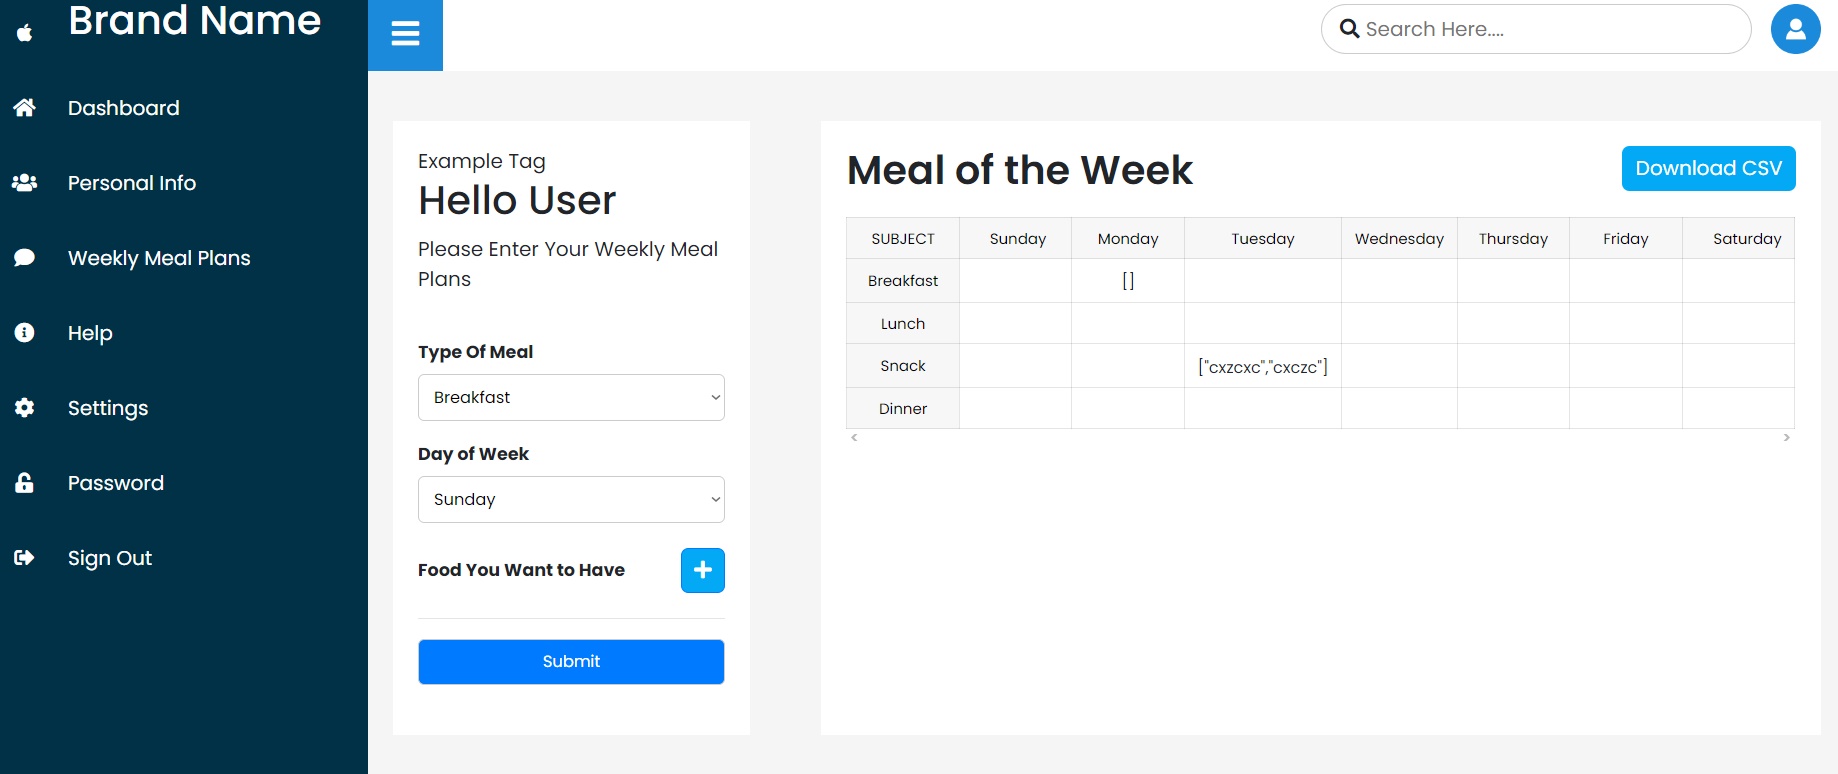 Brand Name
Dashboard
Personal Info
Weekly Meal Plans
Help
Settings
Password
Sign Out
Search Here....
Example Tag
Hello User
Please Enter Your Weekly Meal
Plans
Type Of Meal
Breakfast
Day of Week
Sunday
Food You Want to Have
Submit
Meal of the Week
Download CSV
SUBJECT Sunday Monday Tuesday Wednesday Thursday Friday Saturday
Breakfast []
Lunch
Snack ["cxzcxc","cxczc"]
Dinner